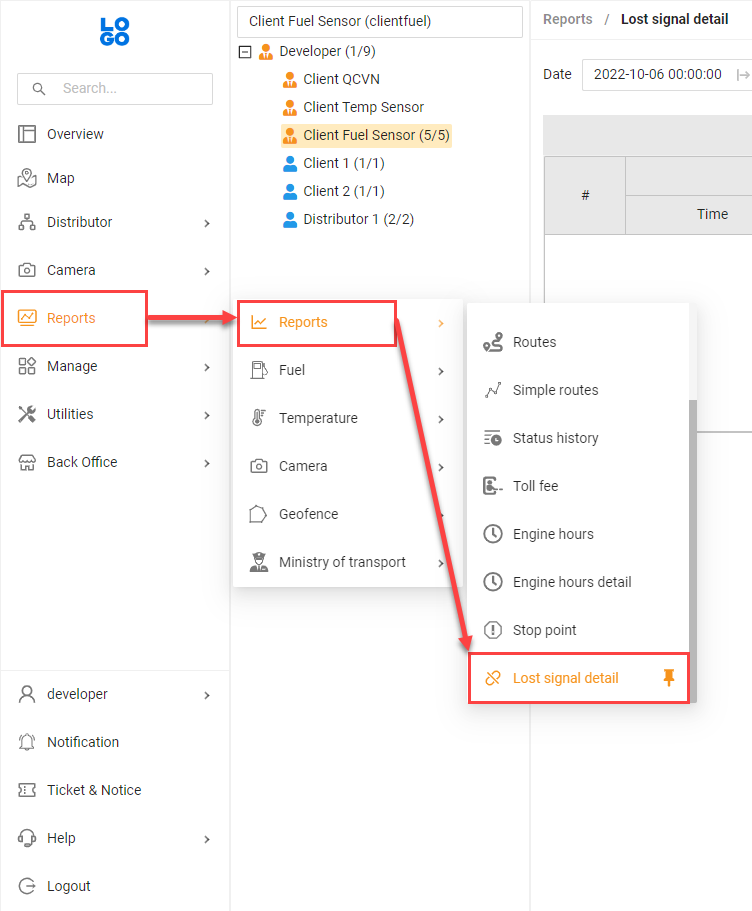 LO
GO
Search...
Overview
Map
Distributor
Camera
Reports
Manage
Utilities
Back Office
developer
Notification
Ticket & Notice
Help
Logout
Client Fuel Sensor (clientfuel)
Developer (1/9)
Client QCVN
Client Temp Sensor
Client Fuel Sensor (5/5)
Client 1 (1/1)
Client 2 (1/1)
Distributor 1 (2/2)
Reports
Fuel
Temperature
Camera
Geofence
Ministry of transport
Routes
Simple routes
Status history
Toll fee
Engine hours
Engine hours detail
Stop point
Lost signal detail
Reports / Lost signal detail
Date 2022-10-06 00:00:00
#
Time